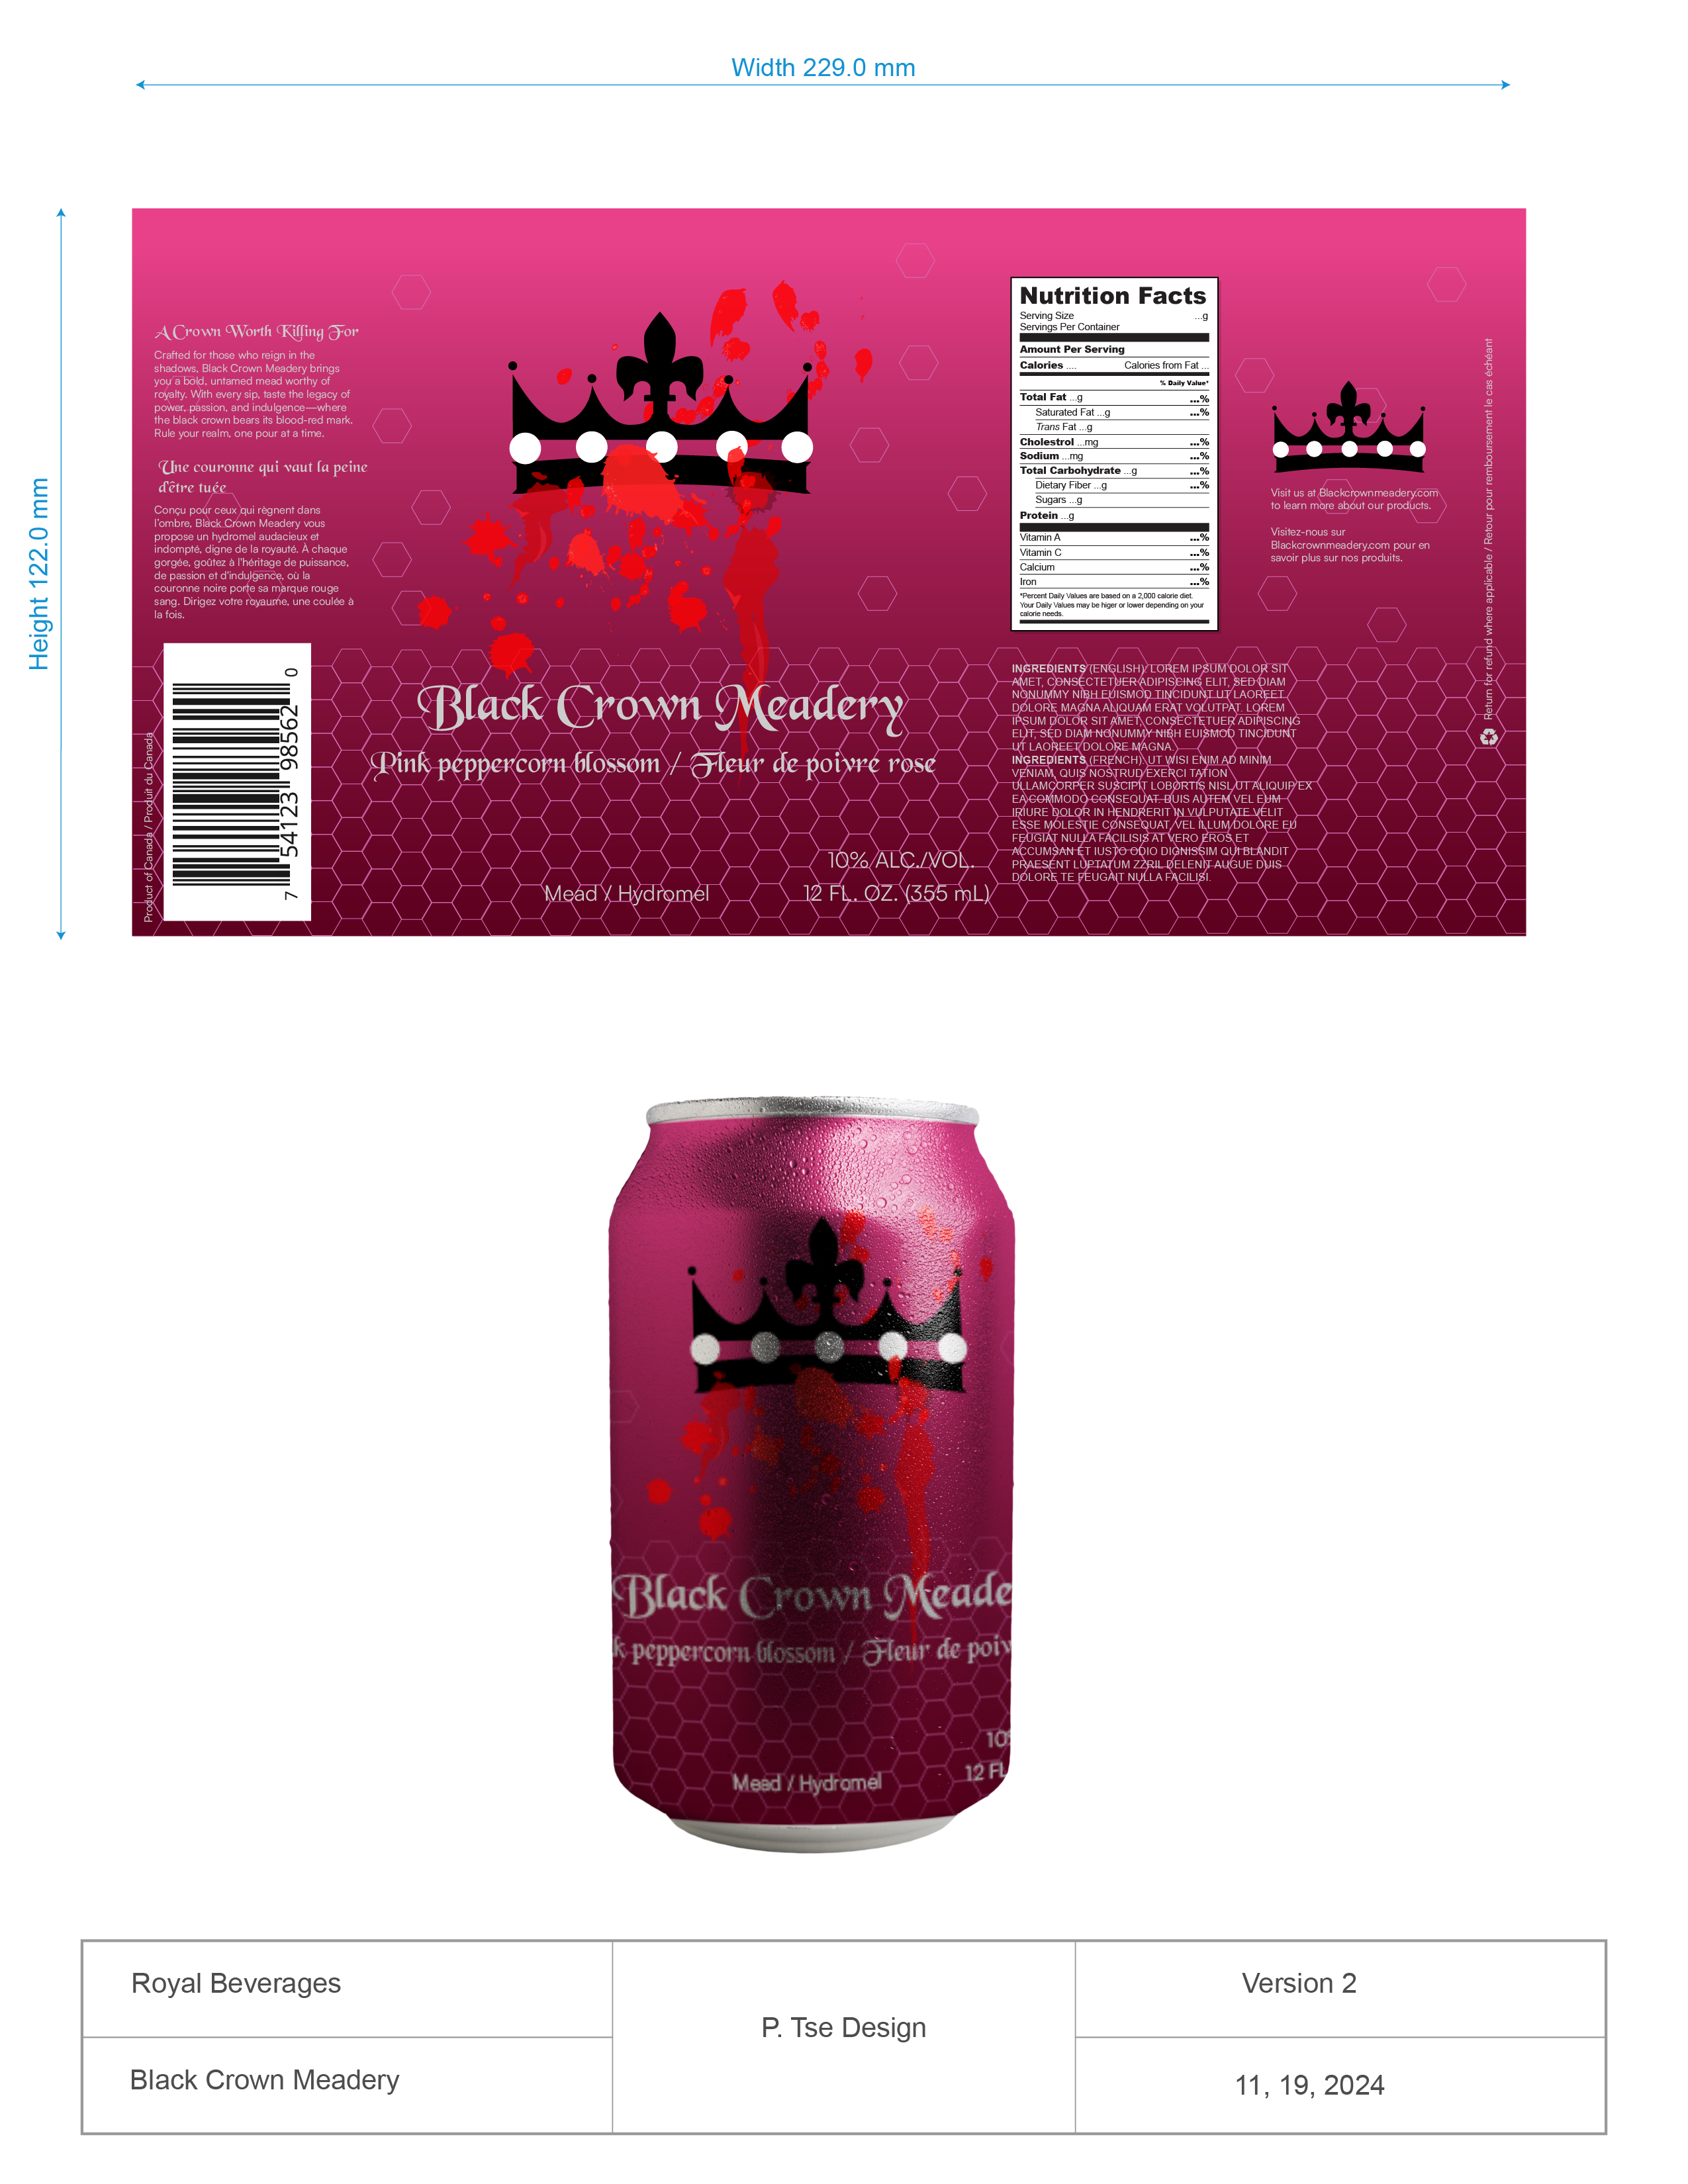 Width 229.0 mm
Height 122.0 mm
A Crown Worth Killing For
Crafted for those who reign in the
shadows, Black Crown Meadery brings
you a bold, untamed mead worthy of
royalty. With every sip, taste the legacy of
power, passion, and indulgence—where
the black crown bears its blood-red mark.
Rule your realm, one pour at a time.
Une couronne qui vaut la peine
d'être tuée
Conçu pour ceux qui règnent dans
l'ombre, Black Crown Meadery vous
propose un hydromel audacieux et
indompté, digne de la royauté. À chaque
gorgée, goûtez à l'héritage de puissance,
de passion et d'indulgence, où la
couronne noire porte sa marque rouge
sang. Dirigez votre royaume, une coulée à
la fois.
Product of Canada / Produit du Canada
7 54123 98562 0
Black Crown Meadery
Pink peppercorn blossom / Fleur de poivre rose
10% ALC./VOL.
Mead / Hydromel
12 FL. OZ. (355 mL)
Nutrition Facts
Serving Size ...g
Servings Per Container
Amount Per Serving
Calories .... Calories from Fat ...
% Daily Value*
Total Fat ...g ...%
Saturated Fat ...g ...%
Trans Fat ...g
Cholestrol ...mg ...%
Sodium ...mg ...%
Total Carbohydrate ...g ...%
Dietary Fiber ...g ...%
Sugars ...g
Protein ...g
Vitamin A ...%
Vitamin C ...%
Calcium ...%
Iron ...%
*Percent Daily Values are based on a 2,000 calorie diet.
Your Daily Values may be higer or lower depending on your
calorie needs.
INGREDIENTS (ENGLISH): LOREM IPSUM DOLOR SIT
AMET, CONSECTETUER ADIPISCING ELIT, SED DIAM
NONUMMY NIBH EUISMOD TINCIDUNT UT LAOREET
DOLORE MAGNA ALIQUAM ERAT VOLUTPAT. LOREM
IPSUM DOLOR SIT AMET, CONSECTETUER ADIPISCING
ELIT, SED DIAM NONUMMY NIBH EUISMOD TINCIDUNT
UT LAOREET DOLORE MAGNA
INGREDIENTS (FRENCH): UT WISI ENIM AD MINIM
VENIAM, QUIS NOSTRUD EXERCI TATION
ULLAMCORPER SUSCIPIT LOBORTIS NISL UT ALIQUIP EX
EA COMMODO CONSEQUAT. DUIS AUTEM VEL EUM
IRIURE DOLOR IN HENDRERIT IN VULPUTATE VELIT
ESSE MOLESTIE CONSEQUAT, VEL ILLUM DOLORE EU
FEUGIAT NULLA FACILISIS AT VERO EROS ET
ACCUMSAN ET IUSTO ODIO DIGNISSIM QUI BLANDIT
PRAESENT LUPTATUM ZZRIL DELENIT AUGUE DUIS
DOLORE TE FEUGAIT NULLA FACILISI.
Visit us at Blackcrownmeadery.com
to learn more about our products.
Visitez-nous sur
Blackcrownmeadery.com pour en
savoir plus sur nos produits.
Return for refund where applicable / Retour pour remboursement le cas échéant
Black Crown Meade
k peppercorn blossom / Fleur de poiv
10
Mead / Hydromel
12 FL
Royal Beverages
Black Crown Meadery
P. Tse Design
Version 2
11, 19, 2024